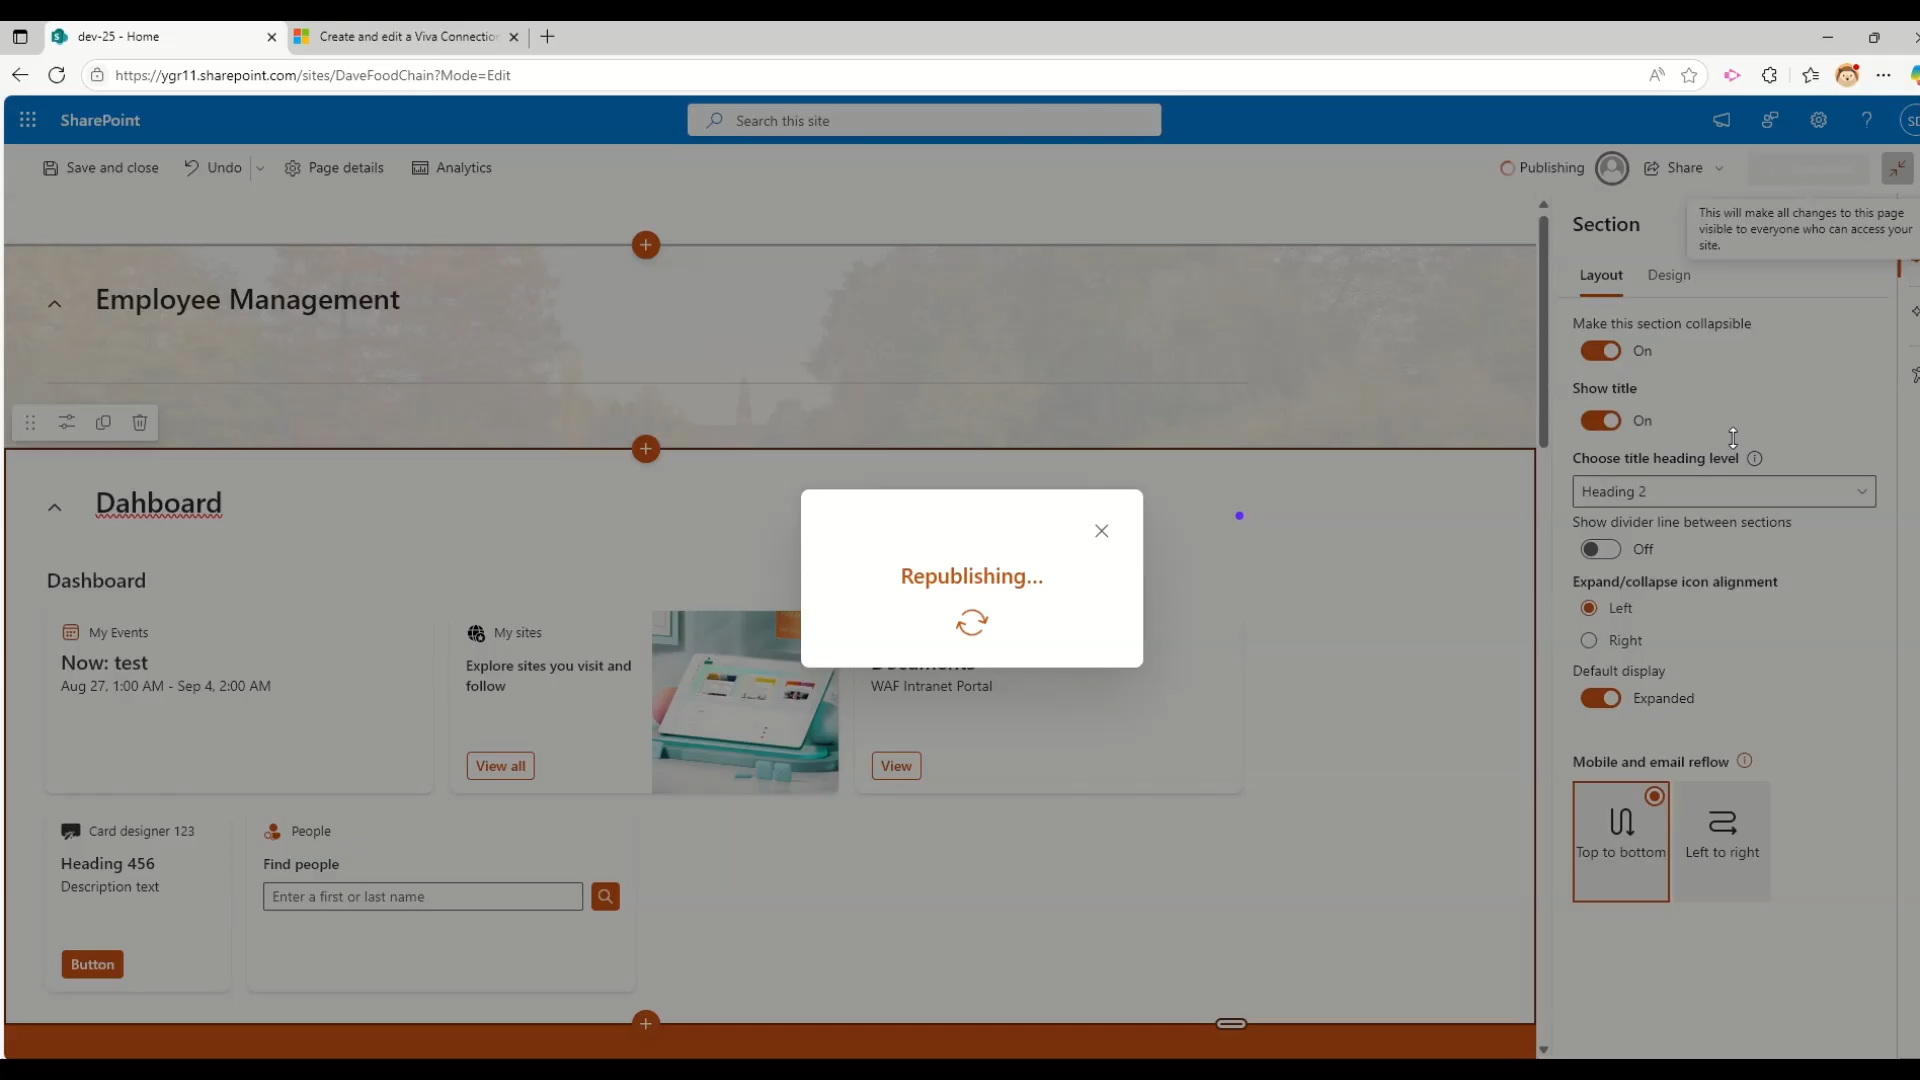 dev-25 - Home
Create and edit a Viva Connection
https://ygr11.sharepoint.com/sites/DaveFoodChain?Mode=Edit
SharePoint
Search this site
Save and close
Undo
Page details
Analytics
Publishing
Share
This will make all changes to this page
visible to everyone who can access your
site.
Section
Layout
Design
Employee Management
Make this section collapsible
On
Show title
On
Choose title heading level
Heading 2
Show divider line between sections
Off
Expand/collapse icon alignment
Left
Right
Default display
Expanded
Mobile and email reflow
Top to bottom
Left to right
Dahboard
Republishing...
Dashboard
My Events
Now: test
Aug 27, 1:00 AM - Sep 4, 2:00 AM
My sites
Explore sites you visit and
follow
View all
Documents
WAF Intranet Portal
View
Card designer 123
Heading 456
Description text
Button
People
Find people
Enter a first or last name